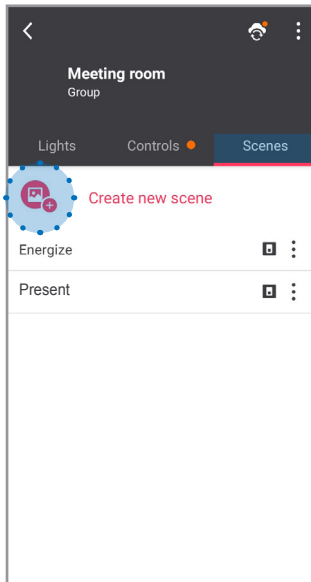 Meeting room
Group
Lights Controls Scenes
Create new scene
Energize
Present